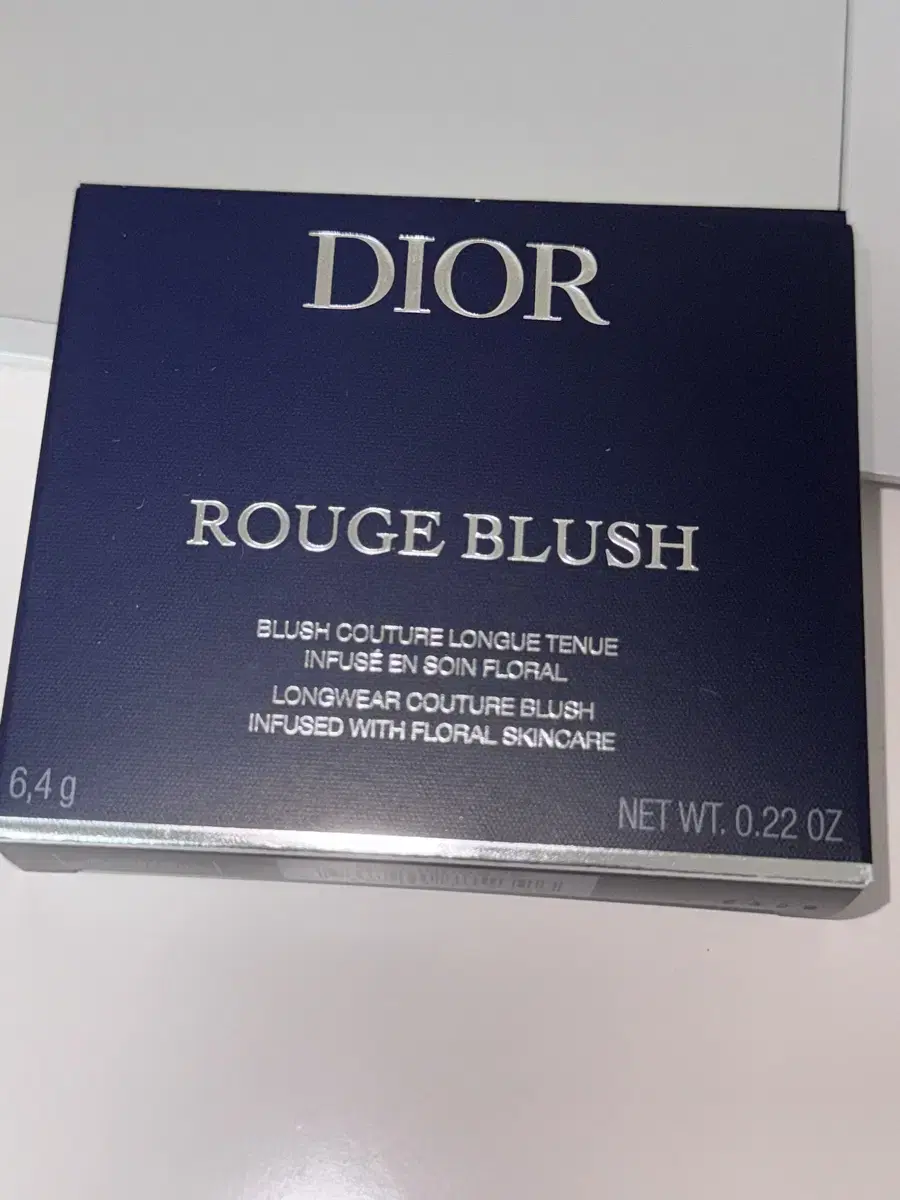 DIOR
ROUGE BLUSH
BLUSH COUTURE LONGUE TENUE
INFUSÉ EN SOIN FLORAL
LONGWEAR COUTURE BLUSH
INFUSED WITH FLORAL SKINCARE
6,4 g
NET WT. 0.22 OZ